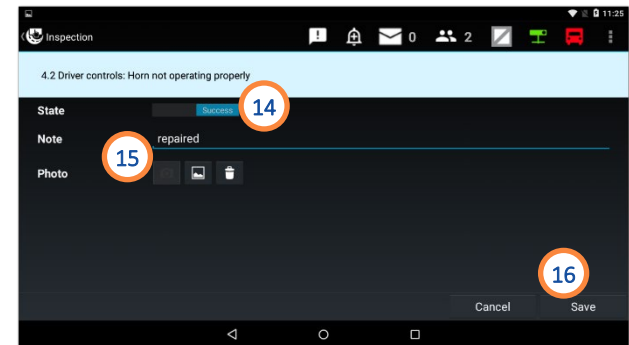 11:25
Inspection 0 2
4.2 Driver controls: Horn not operating properly
State Success 14
Note repaired
15
Photo
16
Cancel Save